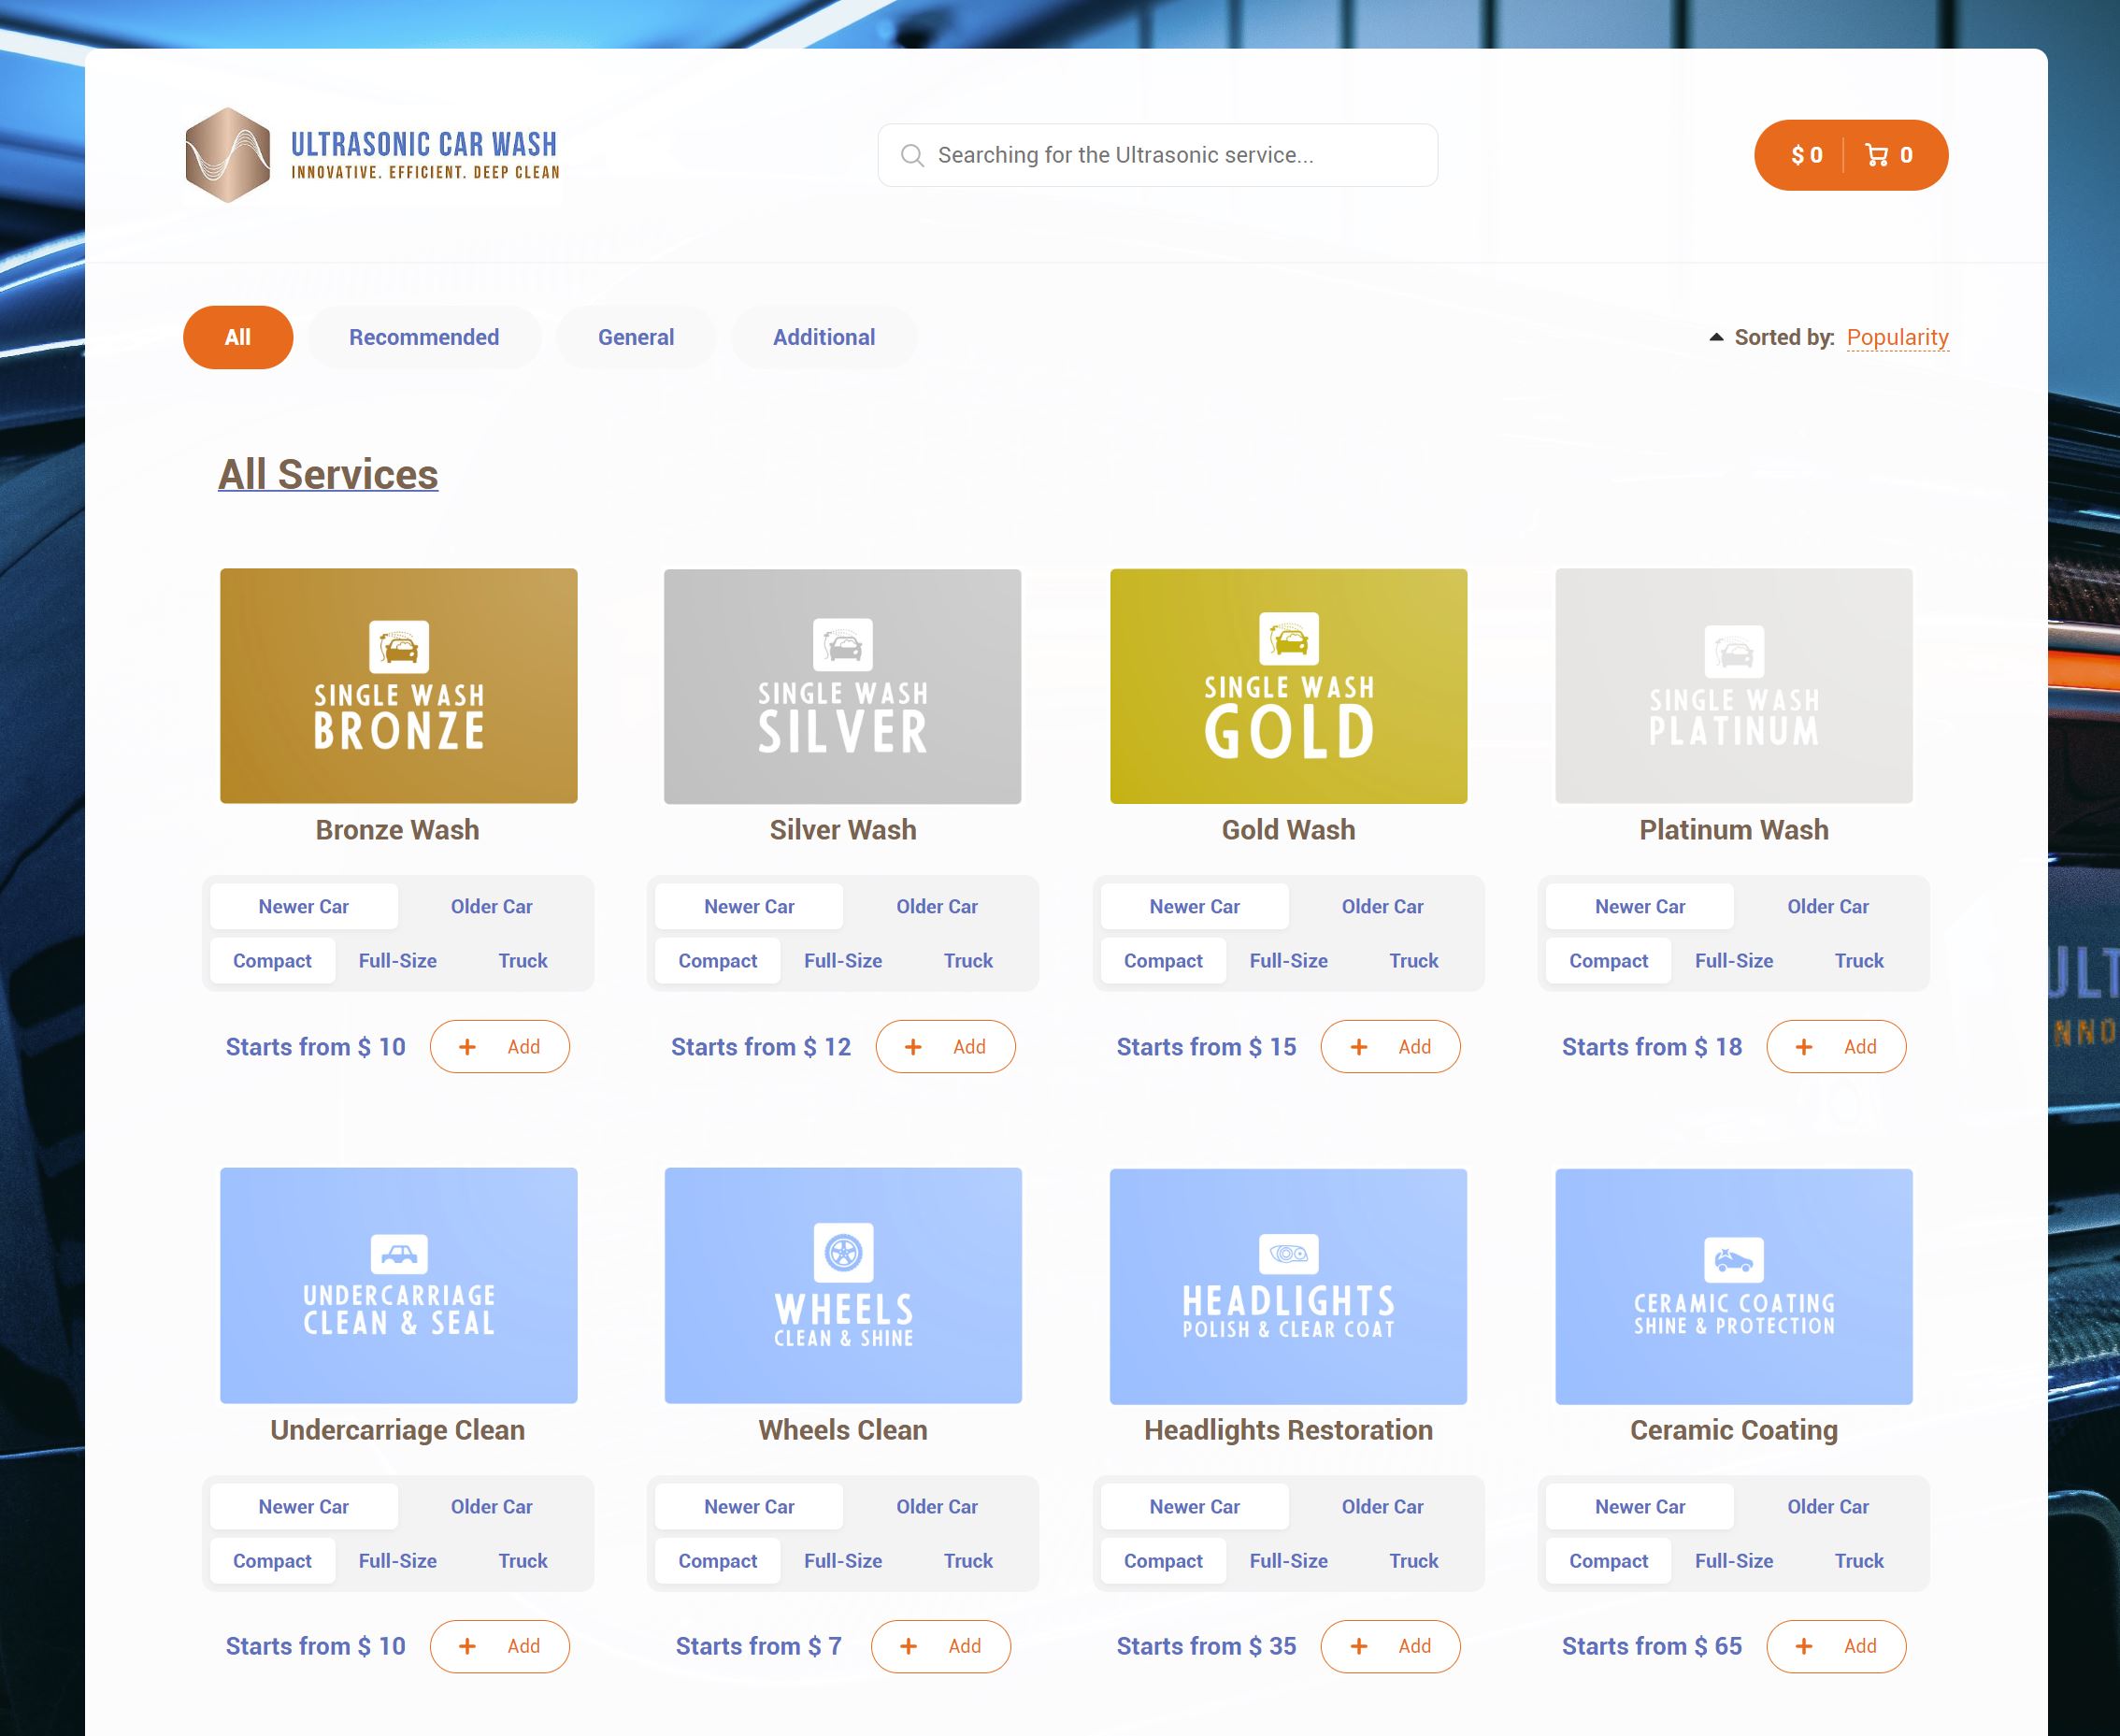 ULTRASONIC CAR WASH
INNOVATIVE. EFFICIENT. DEEP CLEAN
Searching for the Ultrasonic service...
$ 0
0
All
Recommended
General
Additional
Sorted by: Popularity
All Services
SINGLE WASH
BRONZE
Bronze Wash
Newer Car
Older Car
Compact
Full-Size
Truck
Starts from $ 10
+ Add
SINGLE WASH
SILVER
Silver Wash
Newer Car
Older Car
Compact
Full-Size
Truck
Starts from $ 12
+ Add
SINGLE WASH
GOLD
Gold Wash
Newer Car
Older Car
Compact
Full-Size
Truck
Starts from $ 15
+ Add
SINGLE WASH
PLATINUM
Platinum Wash
Newer Car
Older Car
Compact
Full-Size
Truck
Starts from $ 18
+ Add
UNDERCARRIAGE
CLEAN & SEAL
Undercarriage Clean
Newer Car
Older Car
Compact
Full-Size
Truck
Starts from $ 10
+ Add
WHEELS
CLEAN & SHINE
Wheels Clean
Newer Car
Older Car
Compact
Full-Size
Truck
Starts from $ 7
+ Add
HEADLIGHTS
POLISH & CLEAR COAT
Headlights Restoration
Newer Car
Older Car
Compact
Full-Size
Truck
Starts from $ 35
+ Add
CERAMIC COATING
SHINE & PROTECTION
Ceramic Coating
Newer Car
Older Car
Compact
Full-Size
Truck
Starts from $ 65
+ Add